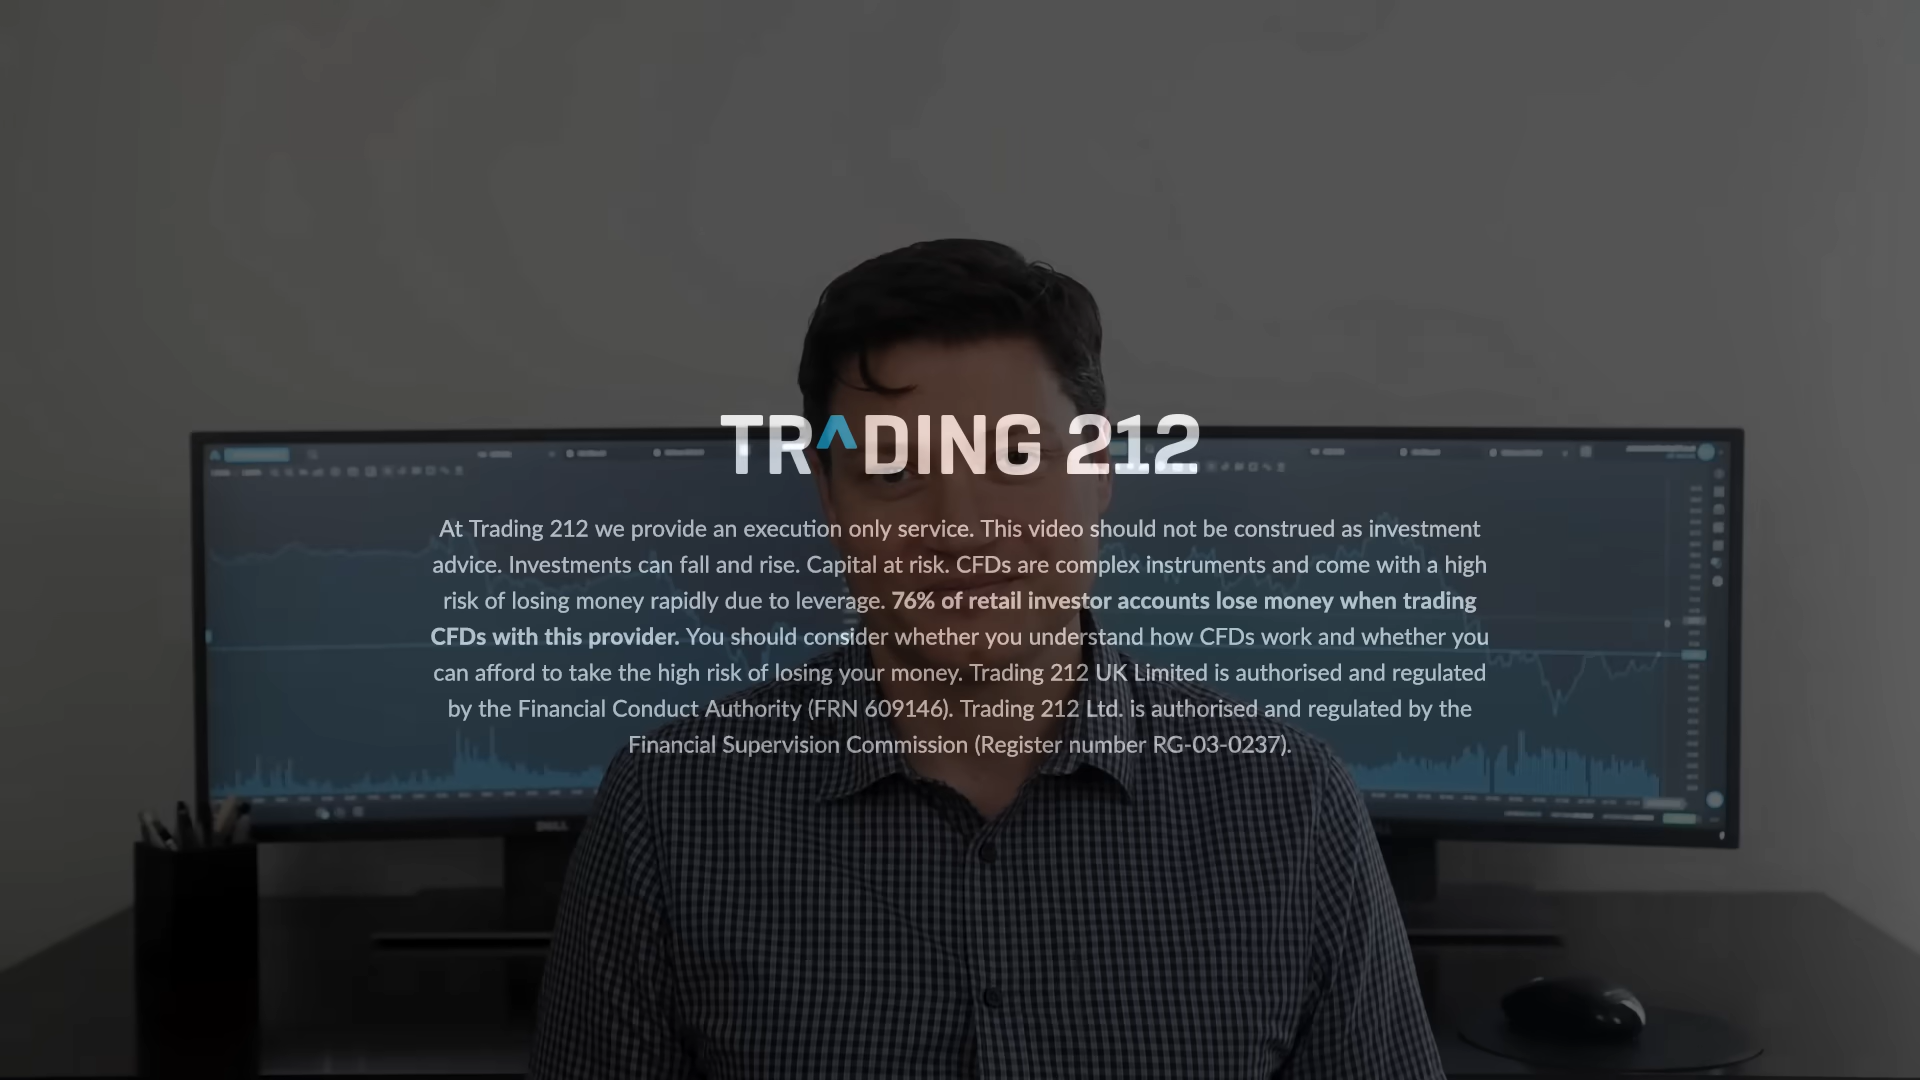 TRADING 212
At Trading 212 we provide an execution only service. This video should not be construed as investment
advice. Investments can fall and rise. Capital at risk. CFDs are complex instruments and come with a high
risk of losing money rapidly due to leverage. 76% of retail investor accounts lose money when trading
CFDs with this provider. You should consider whether you understand how CFDs work and whether you
can afford to take the high risk of losing your money. Trading 212 UK Limited is authorised and regulated
by the Financial Conduct Authority (FRN 609146). Trading 212 Ltd. is authorised and regulated by the
Financial Supervision Commission (Register number RG-03-0237).
DELL